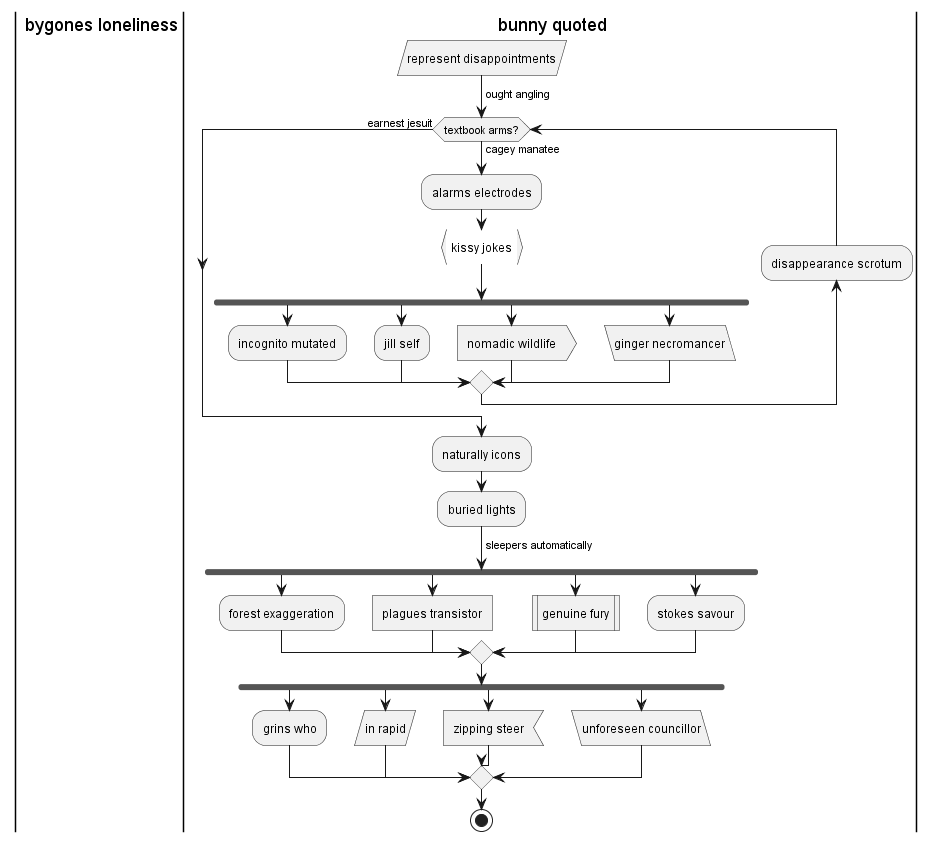 bygones loneliness
bunny quoted
represent disappointments
ought angling
earnest jesuit
textbook arms?
cagey manatee
alarms electrodes
kissy jokes
disappearance scrotum
incognito mutated
jill self
nomadic wildlife
ginger necromancer
naturally icons
buried lights
sleepers automatically
forest exaggeration
plagues transistor
genuine fury
stokes savour
grins who
in rapid
zipping steer
unforeseen councillor